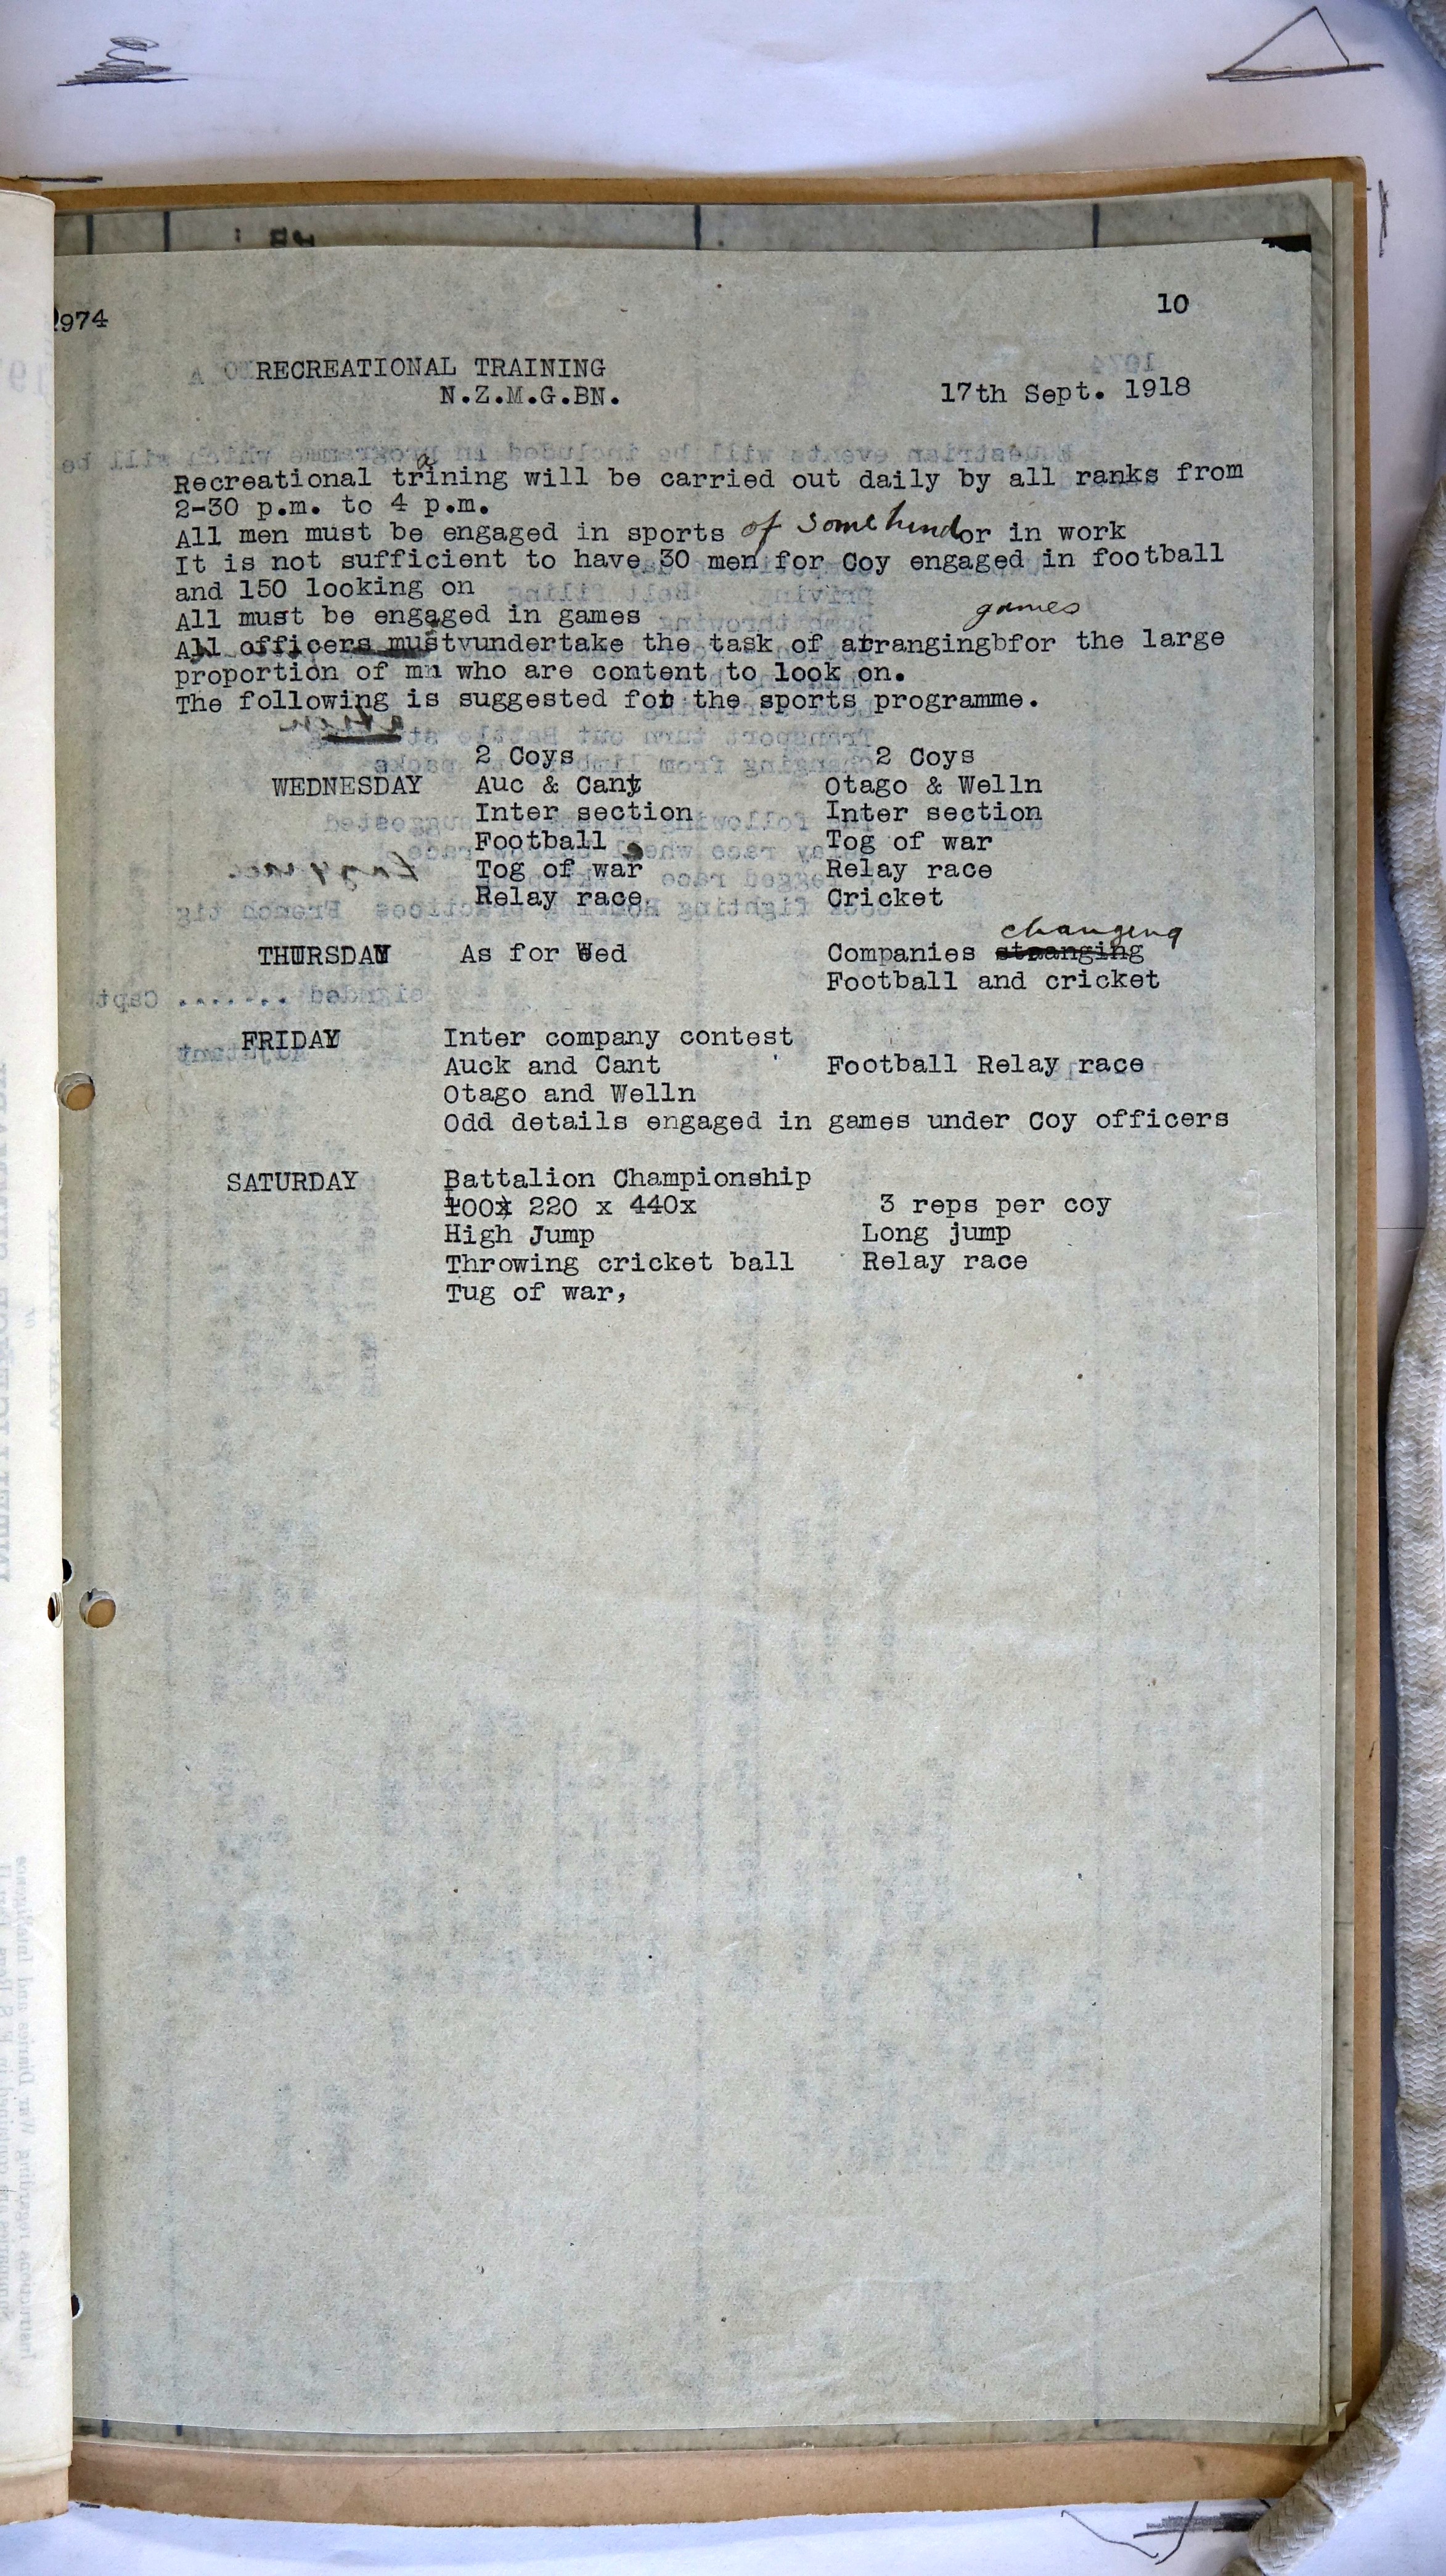 974
10
RECREATIONAL TRAINING
N.Z.M.G.BN.
17th Sept. 1918
Recreational training will be carried out daily by all ranks from
2-30 p.m. to 4 p.m.
All men must be engaged in sports of some kind or in work
It is not sufficient to have 30 men for Coy engaged in football
and 150 looking on
All must be engaged in games
games
All officers mustvundertake the task of arrangingbfor the large
proportion of mn who are content to look on.
The following is suggested for the sports programme.
2 Coys 2 Coys
WEDNESDAY Auc & Cant Otago & Welln
Inter section Inter section
Football Tog of war
Tog of war Relay race
Relay race Cricket
changing
THURSDAY As for Wed Companies stanging
Football and cricket
FRIDAY Inter company contest
Auck and Cant Football Relay race
Otago and Welln
Odd details engaged in games under Coy officers
SATURDAY Battalion Championship
100x 220 x 440x 3 reps per coy
High Jump Long jump
Throwing cricket ball Relay race
Tug of war,